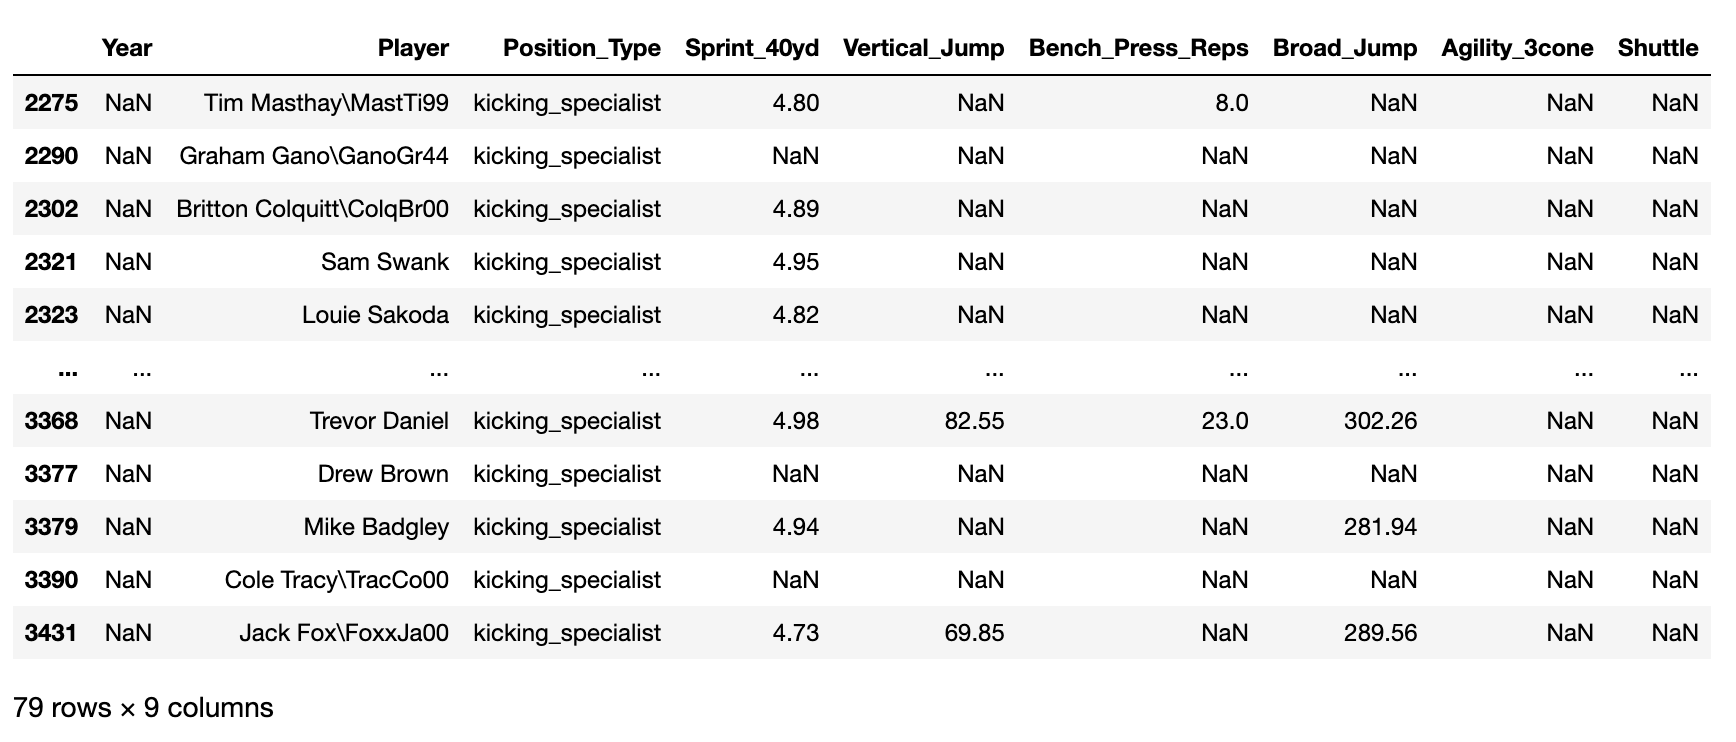 Year Player Position_Type Sprint_40yd Vertical_Jump Bench_Press_Reps Broad_Jump Agility_3cone Shuttle
2275 NaN Tim Masthay\MastTi99 kicking_specialist 4.80 NaN 8.0 NaN NaN NaN
2290 NaN Graham Gano\GanoGr44 kicking_specialist NaN NaN NaN NaN NaN NaN
2302 NaN Britton Colquitt\ColqBr00 kicking_specialist 4.89 NaN NaN NaN NaN NaN
2321 NaN Sam Swank kicking_specialist 4.95 NaN NaN NaN NaN NaN
2323 NaN Louie Sakoda kicking_specialist 4.82 NaN NaN NaN NaN NaN
... ... ... ... ... ... ... ... ... ...
3368 NaN Trevor Daniel kicking_specialist 4.98 82.55 23.0 302.26 NaN NaN
3377 NaN Drew Brown kicking_specialist NaN NaN NaN NaN NaN NaN
3379 NaN Mike Badgley kicking_specialist 4.94 NaN NaN 281.94 NaN NaN
3390 NaN Cole Tracy\TracCo00 kicking_specialist NaN NaN NaN NaN NaN NaN
3431 NaN Jack Fox\FoxxJa00 kicking_specialist 4.73 69.85 NaN 289.56 NaN NaN
79 rows × 9 columns